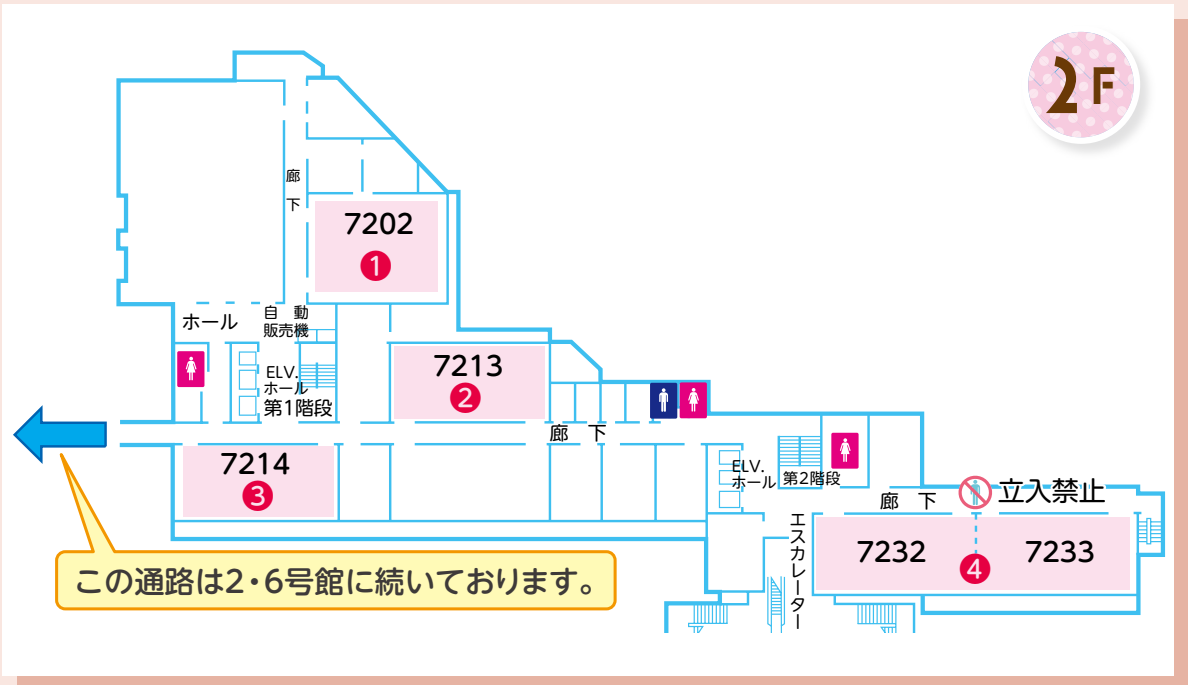 2F
廊下
7202
1
ホール
自動
販売機
7213
2
ELV.
ホール
第1階段
廊下
7214
3
ELV.
ホール
第2階段
廊下
立入禁止
エスカレーター
7232
4
7233
この通路は2・6号館に続いております。